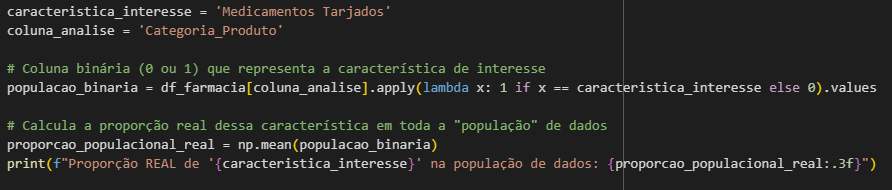 caracteristica_interesse = 'Medicamentos Tarjados'
coluna_analise = 'Categoria_Produto'
# Coluna binária (0 ou 1) que representa a característica de interesse
populacao_binaria = df_farmacia[coluna_analise].apply(lambda x: 1 if x == caracteristica_interesse else 0).values
# Calcula a proporção real dessa característica em toda a "população" de dados
proporcao_populacional_real = np.mean(populacao_binaria)
print(f"Proporção REAL de '{caracteristica_interesse}' na população de dados: {proporcao_populacional_real:.3f}")